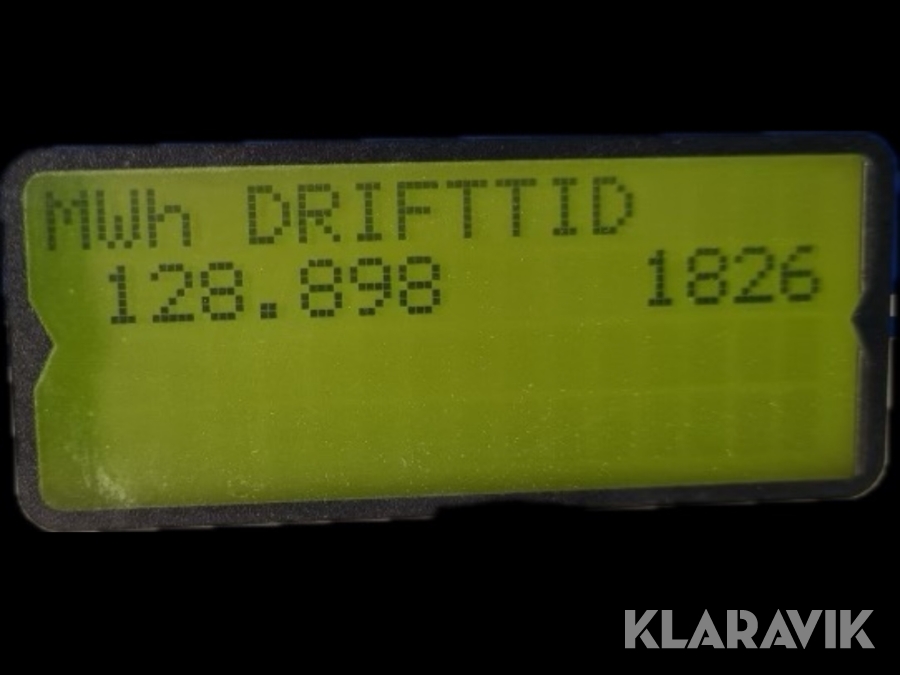 MWh DRIFTTID
128.898 1826
KLARAVIK